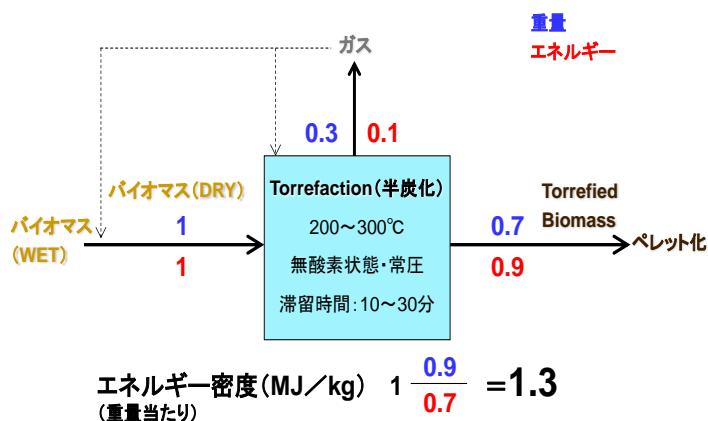 重量
エネルギー
ガス
0.3 0.1
バイオマス(DRY)
バイオマス
(WET)
1
1
Torrefaction(半炭化)
200～300℃
無酸素状態・常圧
滞留時間:10～30分
Torrefied
Biomass
0.7
0.9
ペレット化
エネルギー密度(MJ／kg) 1 0.9
0.7
=1.3
(重量当たり)